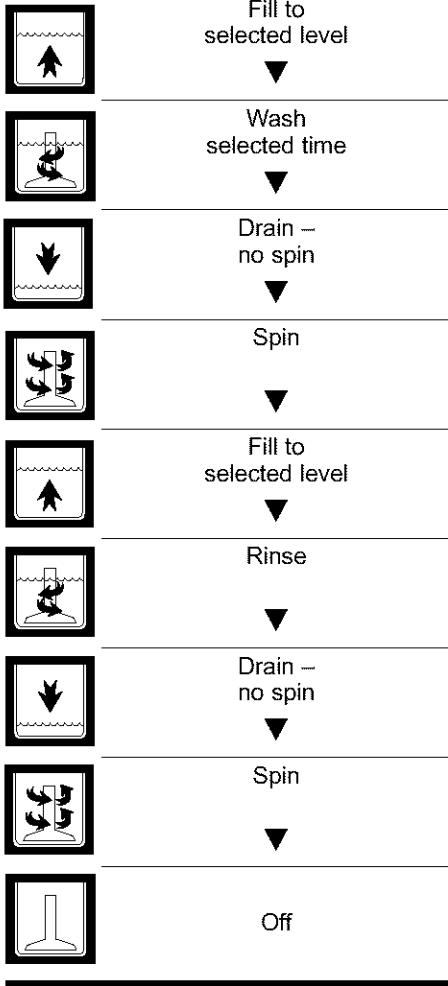 Fill to
selected level
Wash
selected time
Drain –
no spin
Spin
Fill to
selected level
Rinse
Drain –
no spin
Spin
Off